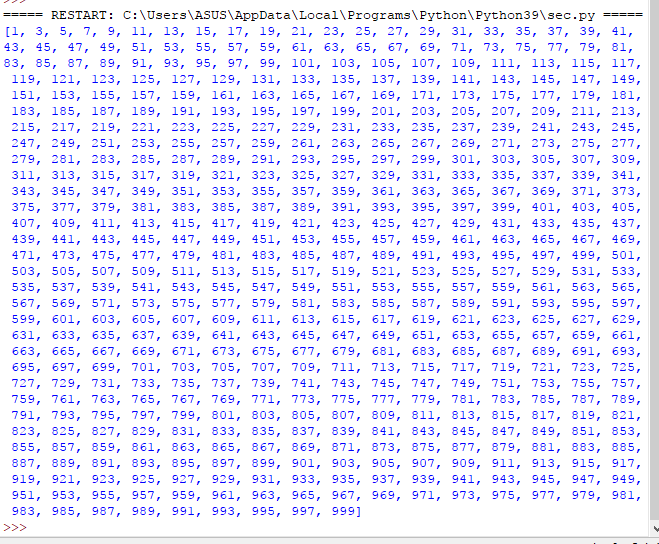 >>>
===== RESTART: C:\Users\ASUS\AppData\Local\Programs\Python\Python39\sec.py =====
[1, 3, 5, 7, 9, 11, 13, 15, 17, 19, 21, 23, 25, 27, 29, 31, 33, 35, 37, 39, 41,
43, 45, 47, 49, 51, 53, 55, 57, 59, 61, 63, 65, 67, 69, 71, 73, 75, 77, 79, 81,
83, 85, 87, 89, 91, 93, 95, 97, 99, 101, 103, 105, 107, 109, 111, 113, 115, 117,
119, 121, 123, 125, 127, 129, 131, 133, 135, 137, 139, 141, 143, 145, 147, 149,
151, 153, 155, 157, 159, 161, 163, 165, 167, 169, 171, 173, 175, 177, 179, 181,
183, 185, 187, 189, 191, 193, 195, 197, 199, 201, 203, 205, 207, 209, 211, 213,
215, 217, 219, 221, 223, 225, 227, 229, 231, 233, 235, 237, 239, 241, 243, 245,
247, 249, 251, 253, 255, 257, 259, 261, 263, 265, 267, 269, 271, 273, 275, 277,
279, 281, 283, 285, 287, 289, 291, 293, 295, 297, 299, 301, 303, 305, 307, 309,
311, 313, 315, 317, 319, 321, 323, 325, 327, 329, 331, 333, 335, 337, 339, 341,
343, 345, 347, 349, 351, 353, 355, 357, 359, 361, 363, 365, 367, 369, 371, 373,
375, 377, 379, 381, 383, 385, 387, 389, 391, 393, 395, 397, 399, 401, 403, 405,
407, 409, 411, 413, 415, 417, 419, 421, 423, 425, 427, 429, 431, 433, 435, 437,
439, 441, 443, 445, 447, 449, 451, 453, 455, 457, 459, 461, 463, 465, 467, 469,
471, 473, 475, 477, 479, 481, 483, 485, 487, 489, 491, 493, 495, 497, 499, 501,
503, 505, 507, 509, 511, 513, 515, 517, 519, 521, 523, 525, 527, 529, 531, 533,
535, 537, 539, 541, 543, 545, 547, 549, 551, 553, 555, 557, 559, 561, 563, 565,
567, 569, 571, 573, 575, 577, 579, 581, 583, 585, 587, 589, 591, 593, 595, 597,
599, 601, 603, 605, 607, 609, 611, 613, 615, 617, 619, 621, 623, 625, 627, 629,
631, 633, 635, 637, 639, 641, 643, 645, 647, 649, 651, 653, 655, 657, 659, 661,
663, 665, 667, 669, 671, 673, 675, 677, 679, 681, 683, 685, 687, 689, 691, 693,
695, 697, 699, 701, 703, 705, 707, 709, 711, 713, 715, 717, 719, 721, 723, 725,
727, 729, 731, 733, 735, 737, 739, 741, 743, 745, 747, 749, 751, 753, 755, 757,
759, 761, 763, 765, 767, 769, 771, 773, 775, 777, 779, 781, 783, 785, 787, 789,
791, 793, 795, 797, 799, 801, 803, 805, 807, 809, 811, 813, 815, 817, 819, 821,
823, 825, 827, 829, 831, 833, 835, 837, 839, 841, 843, 845, 847, 849, 851, 853,
855, 857, 859, 861, 863, 865, 867, 869, 871, 873, 875, 877, 879, 881, 883, 885,
887, 889, 891, 893, 895, 897, 899, 901, 903, 905, 907, 909, 911, 913, 915, 917,
919, 921, 923, 925, 927, 929, 931, 933, 935, 937, 939, 941, 943, 945, 947, 949,
951, 953, 955, 957, 959, 961, 963, 965, 967, 969, 971, 973, 975, 977, 979, 981,
983, 985, 987, 989, 991, 993, 995, 997, 999]
>>>